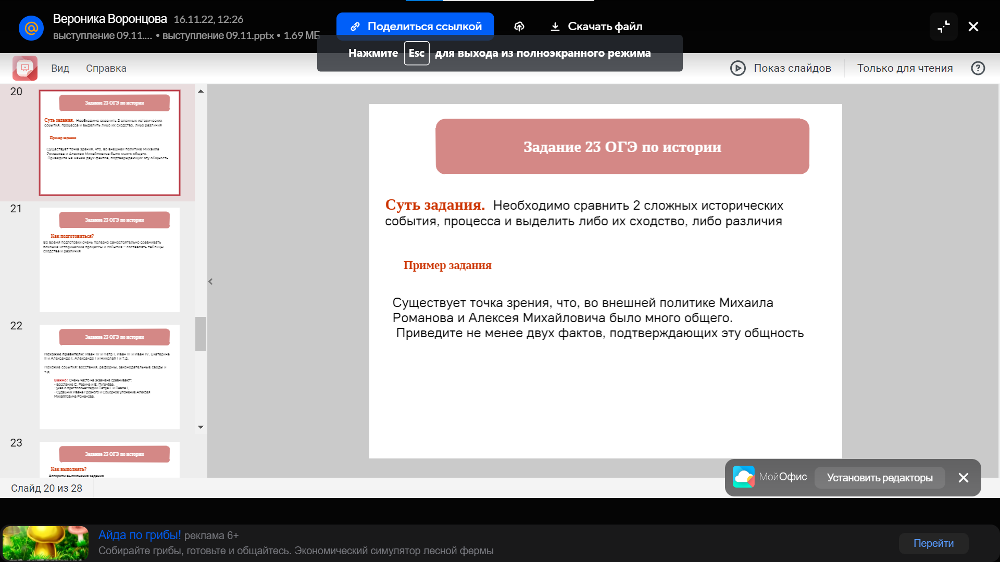 Вероника Воронцова 16.11.22, 12:26
выступление 09.11.... • выступление 09.11.pptx • 1.69 МБ
Поделиться ссылкой
Скачать файл
Нажмите Esc для выхода из полноэкранного режима
Вид Справка
Показ слайдов
Только для чтения
20
Задание 23 ОГЭ по истории
Суть задания. Необходимо сравнить 2 сложных исторических
события, процесса и выделить либо их сходство, либо различия
Пример задания
Существует точка зрения, что, во внешней политике Михаила
Романова и Алексея Михайловича было много общего.
Приведите не менее двух фактов, подтверждающих эту общность
21
Задание 23 ОГЭ по истории
Как подготовиться?
Во время подготовки очень полезно самостоятельно сравнивать
похожие исторические процессы и события – составлять таблицы
сходства и различия
22
Задание 23 ОГЭ по истории
Похожие правители: Иван IV и Петр I, Иван III и Иван IV, Екатерина
II и Александр I, Александр I и Николай I и т.д.
Похожие события: восстания, реформы, законодательные своды и
т.д
Важно! Очень часто на экзамене сравнивают:
- восстание С. Разина и Е. Пугачёва,
- указ о престолонаследии Петра I и Павла I,
- Судебник Ивана Грозного и Соборное уложение Алексея
Михайловича Романова.
23
Задание 23 ОГЭ по истории
Как выполнять?
Алгоритм выполнения задания
Задание 23 ОГЭ по истории
Суть задания. Необходимо сравнить 2 сложных исторических
события, процесса и выделить либо их сходство, либо различия
Пример задания
Существует точка зрения, что, во внешней политике Михаила
Романова и Алексея Михайловича было много общего.
Приведите не менее двух фактов, подтверждающих эту общность
МойОфис
Установить редакторы
Слайд 20 из 28
Айда по грибы! реклама 6+
Собирайте грибы, готовьте и общайтесь. Экономический симулятор лесной фермы
Перейти